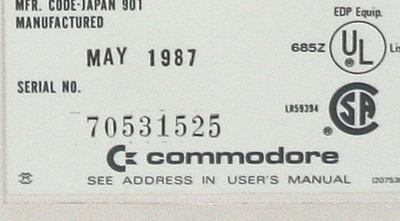 MFR. CODE-JAPAN 901
MANUFACTURED
MAY 1987
SERIAL NO.
70531525
EDP Equip.
685Z UL
LR59394 SA
commodore
SEE ADDRESS IN USER'S MANUAL